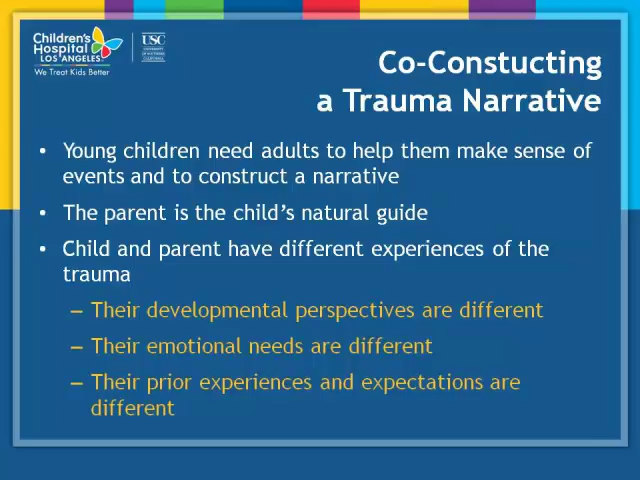 Children's
Hospital
LOS ANGELES
We Treat Kids Better
USC
Co-Constucting
a Trauma Narrative
• Young children need adults to help them make sense of
events and to construct a narrative
• The parent is the child's natural guide
• Child and parent have different experiences of the
trauma
– Their developmental perspectives are different
– Their emotional needs are different
– Their prior experiences and expectations are
different